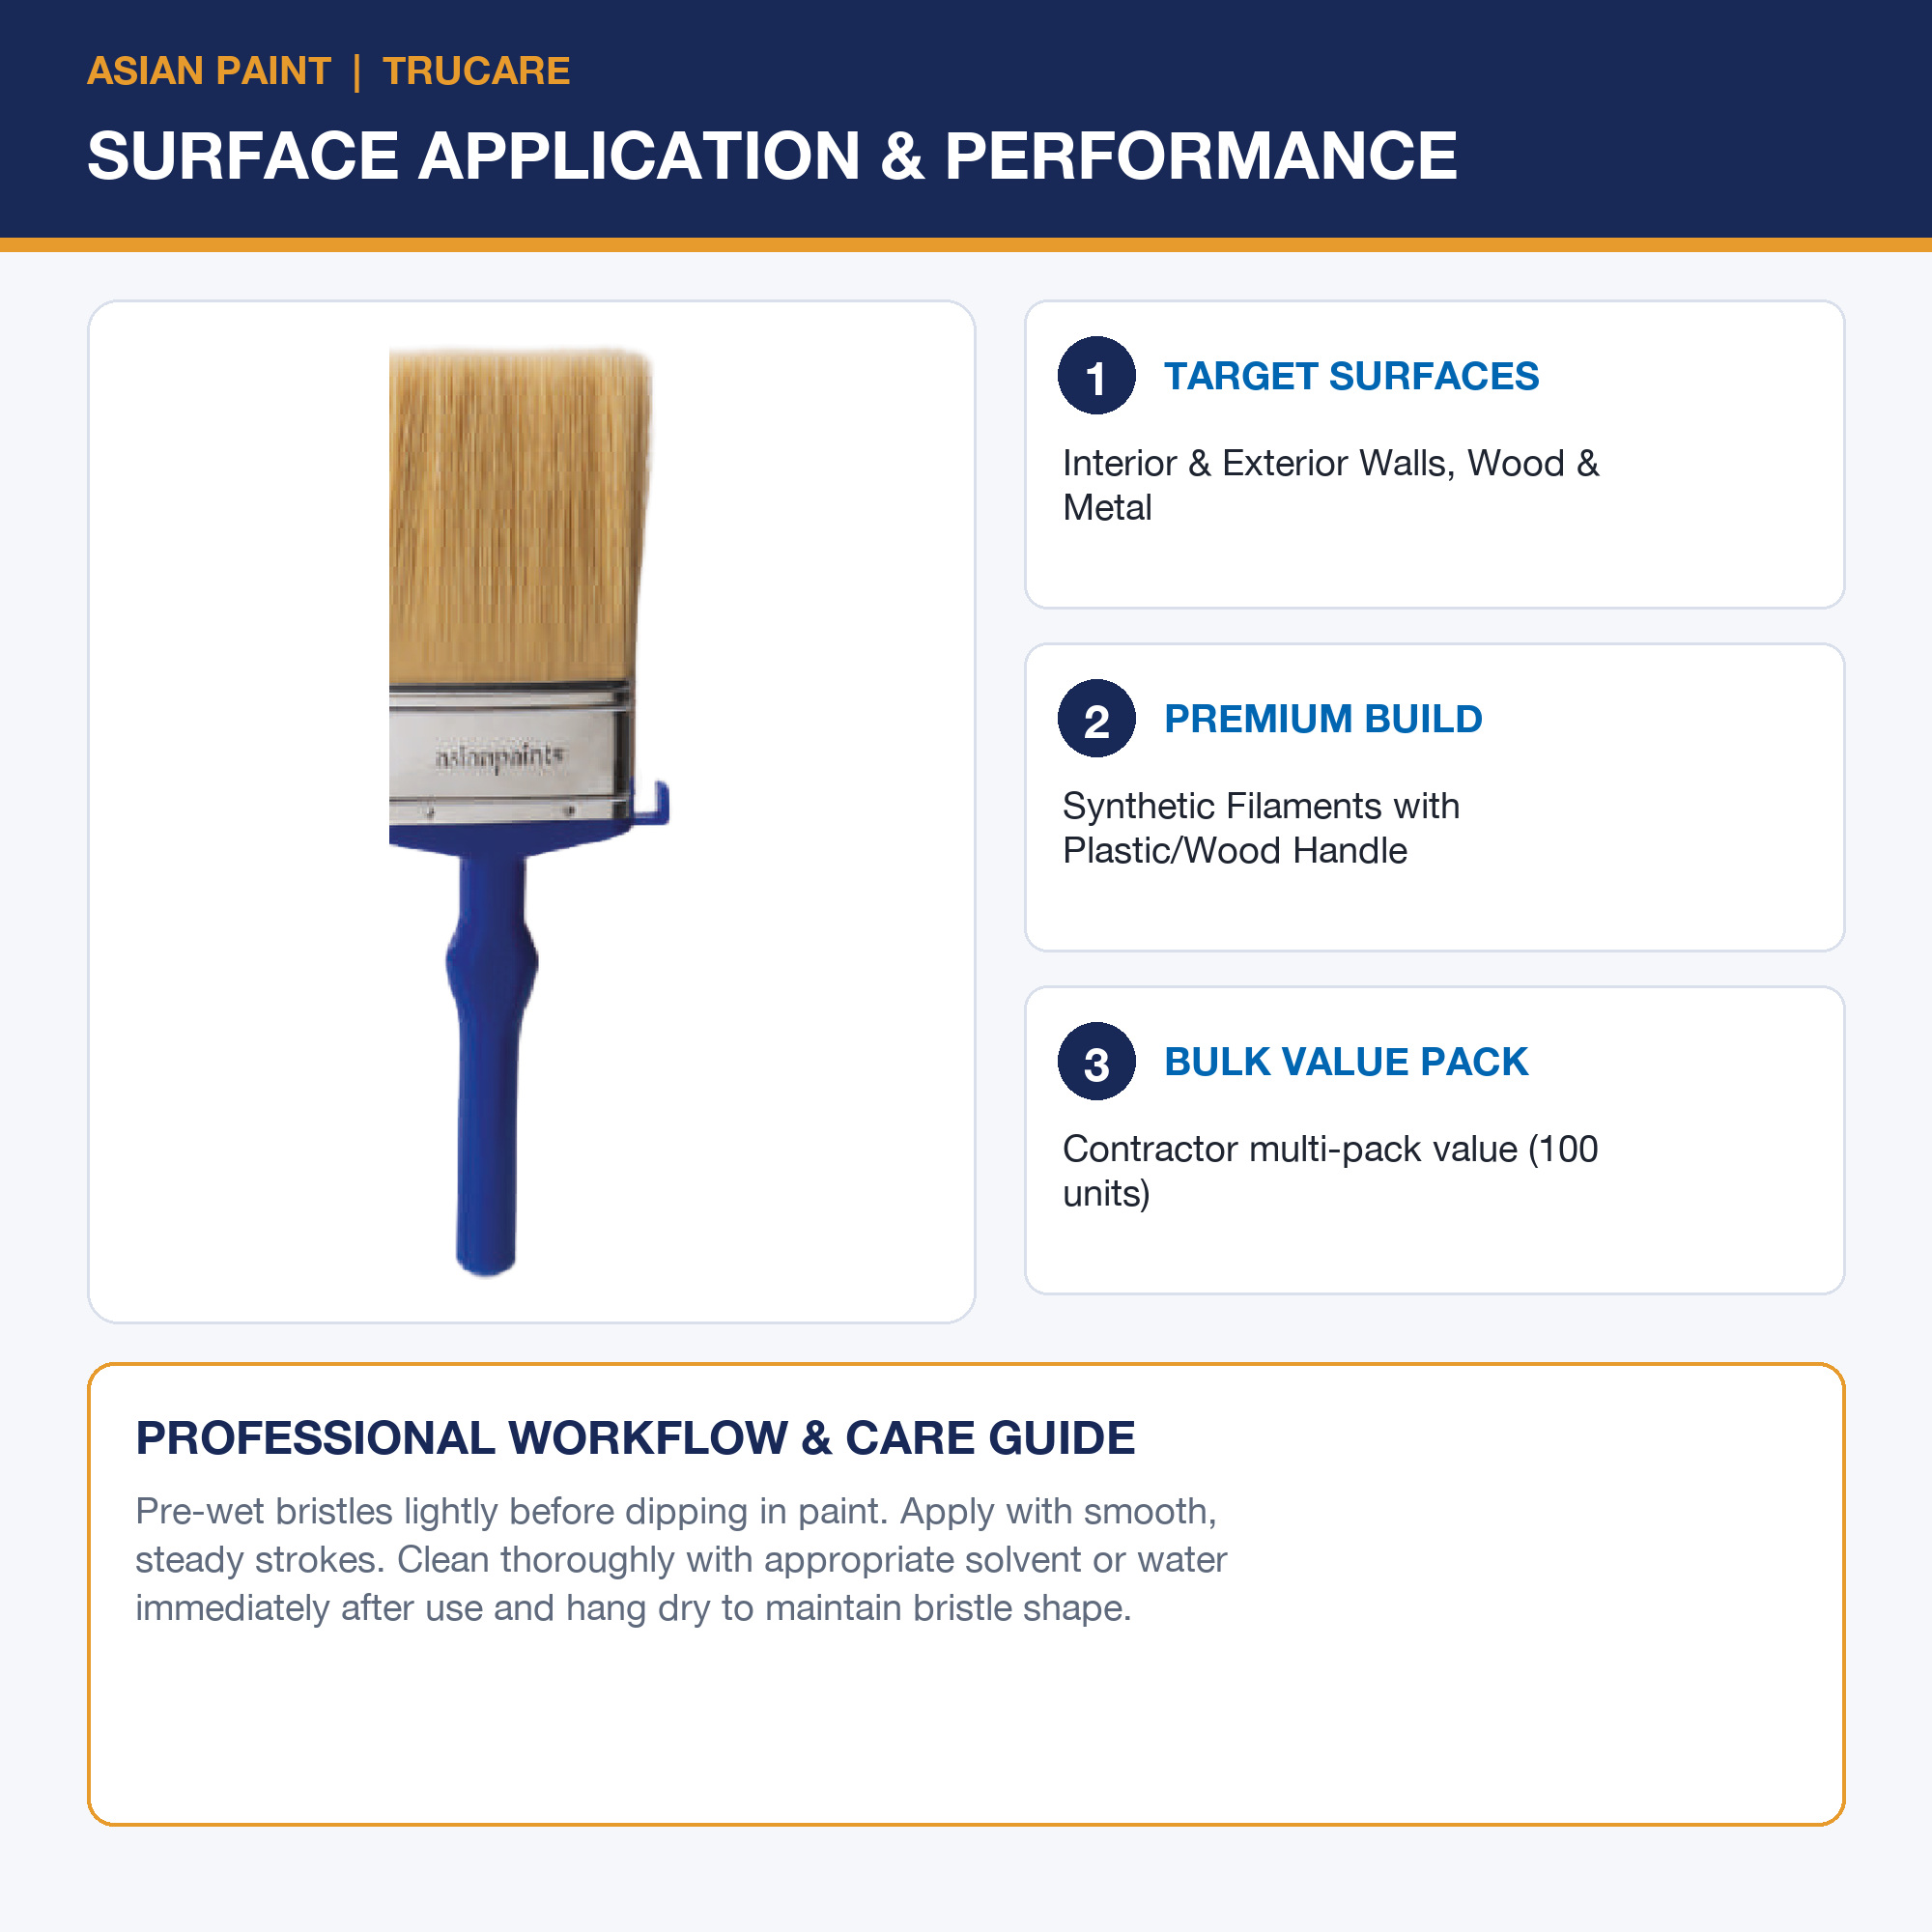 ASIAN PAINT | TRUCARE
SURFACE APPLICATION & PERFORMANCE
asianpaints
1 TARGET SURFACES
Interior & Exterior Walls, Wood &
Metal
2 PREMIUM BUILD
Synthetic Filaments with
Plastic/Wood Handle
3 BULK VALUE PACK
Contractor multi-pack value (100
units)
PROFESSIONAL WORKFLOW & CARE GUIDE
Pre-wet bristles lightly before dipping in paint. Apply with smooth,
steady strokes. Clean thoroughly with appropriate solvent or water
immediately after use and hang dry to maintain bristle shape.